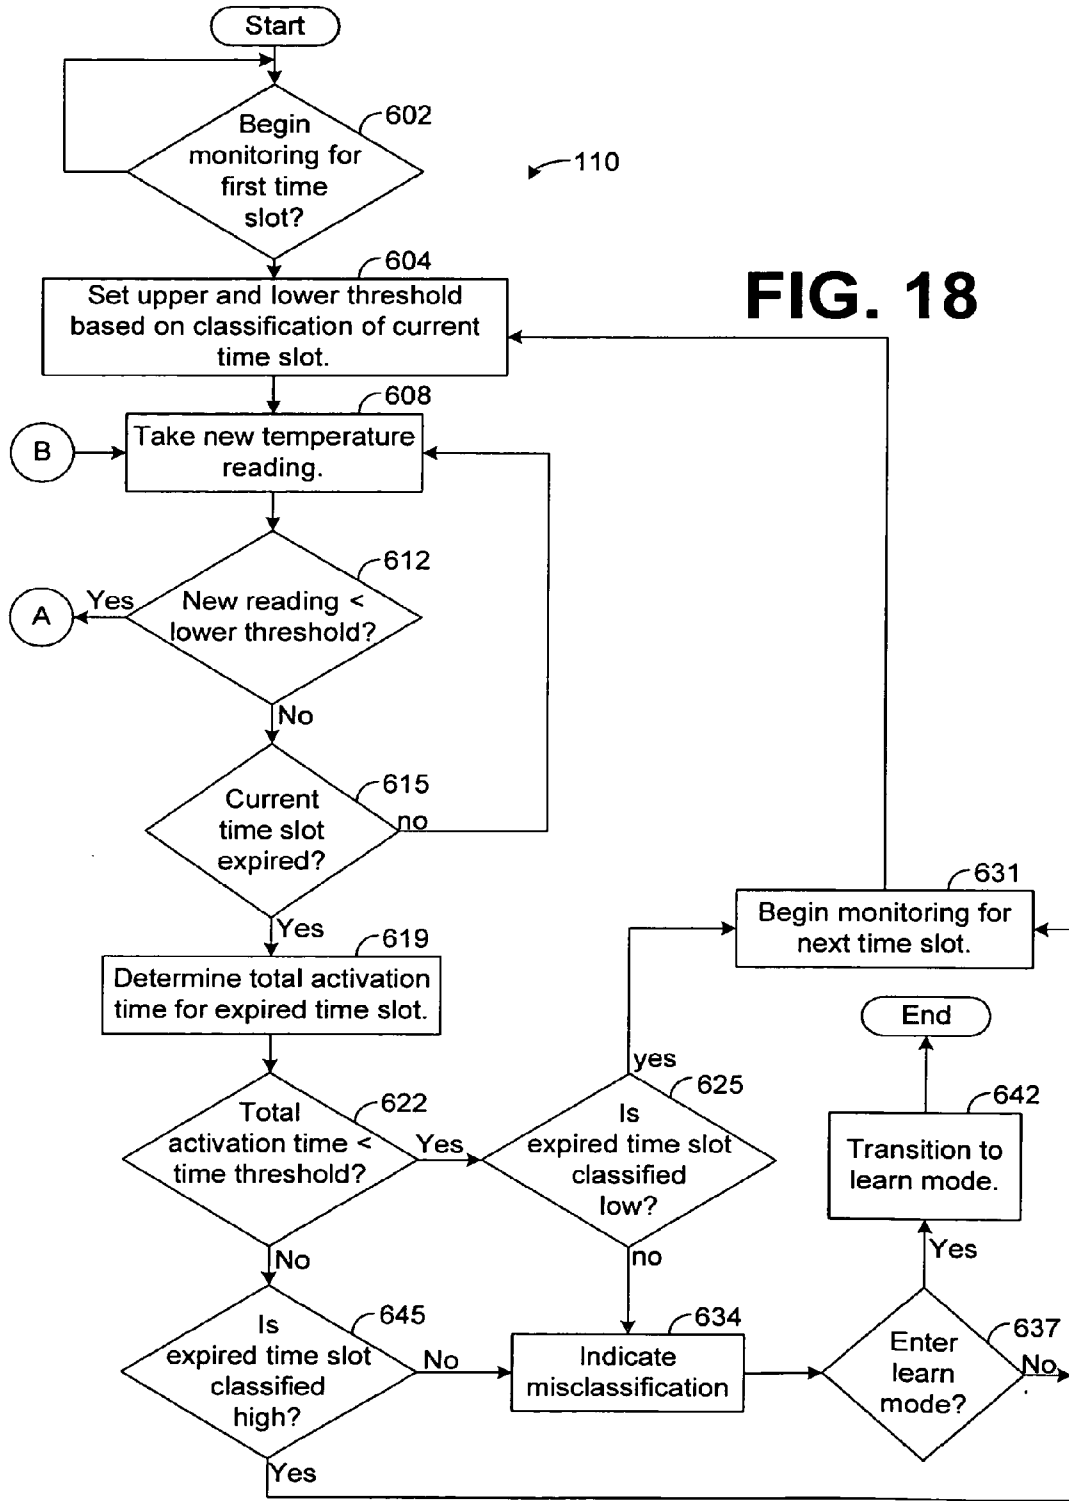 Start
602
Begin
monitoring for
first time
slot?
110
604
Set upper and lower threshold
based on classification of current
time slot.
FIG. 18
608
B
Take new temperature
reading.
612
A
Yes
New reading <
lower threshold?
No
615
Current
time slot
expired?
no
Yes
631
Begin monitoring for
next time slot.
619
Determine total activation
time for expired time slot.
End
622
Total
activation time <
time threshold?
Yes
yes
625
Is
expired time slot
classified
low?
642
Transition to
learn mode.
No
no
Yes
645
Is
expired time slot
classified
high?
No
634
Indicate
misclassification
637
Enter
learn
mode?
No
Yes